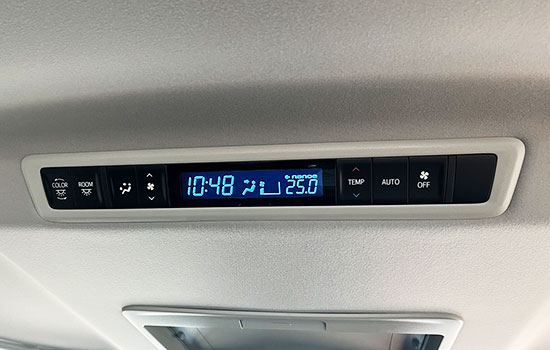 COLOR
ROOM
10:48
nanoe
25.0
TEMP
AUTO
OFF